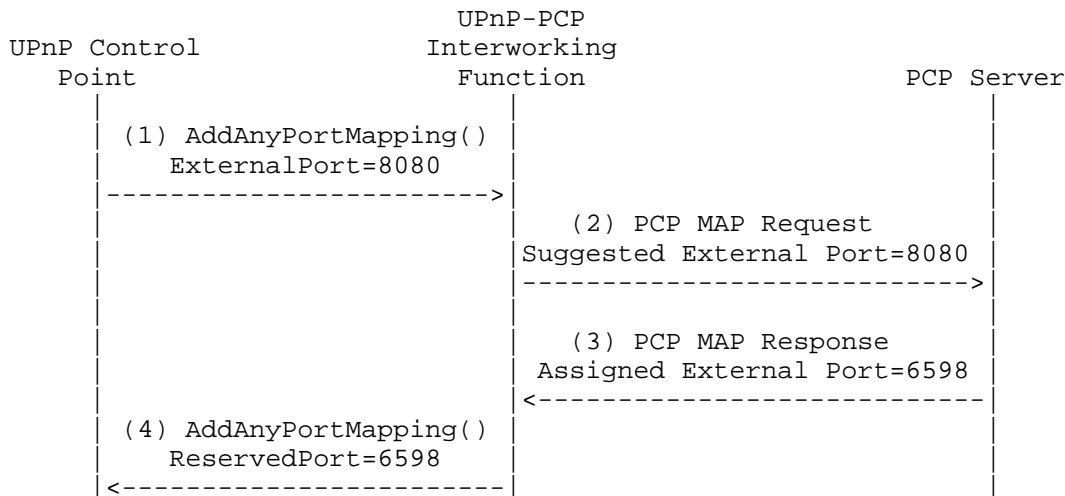 UPnP-PCP
UPnP Control Interworking
Point Function PCP Server
(1) AddAnyPortMapping()
ExternalPort=8080
(2) PCP MAP Request
Suggested External Port=8080
(3) PCP MAP Response
Assigned External Port=6598
(4) AddAnyPortMapping()
ReservedPort=6598